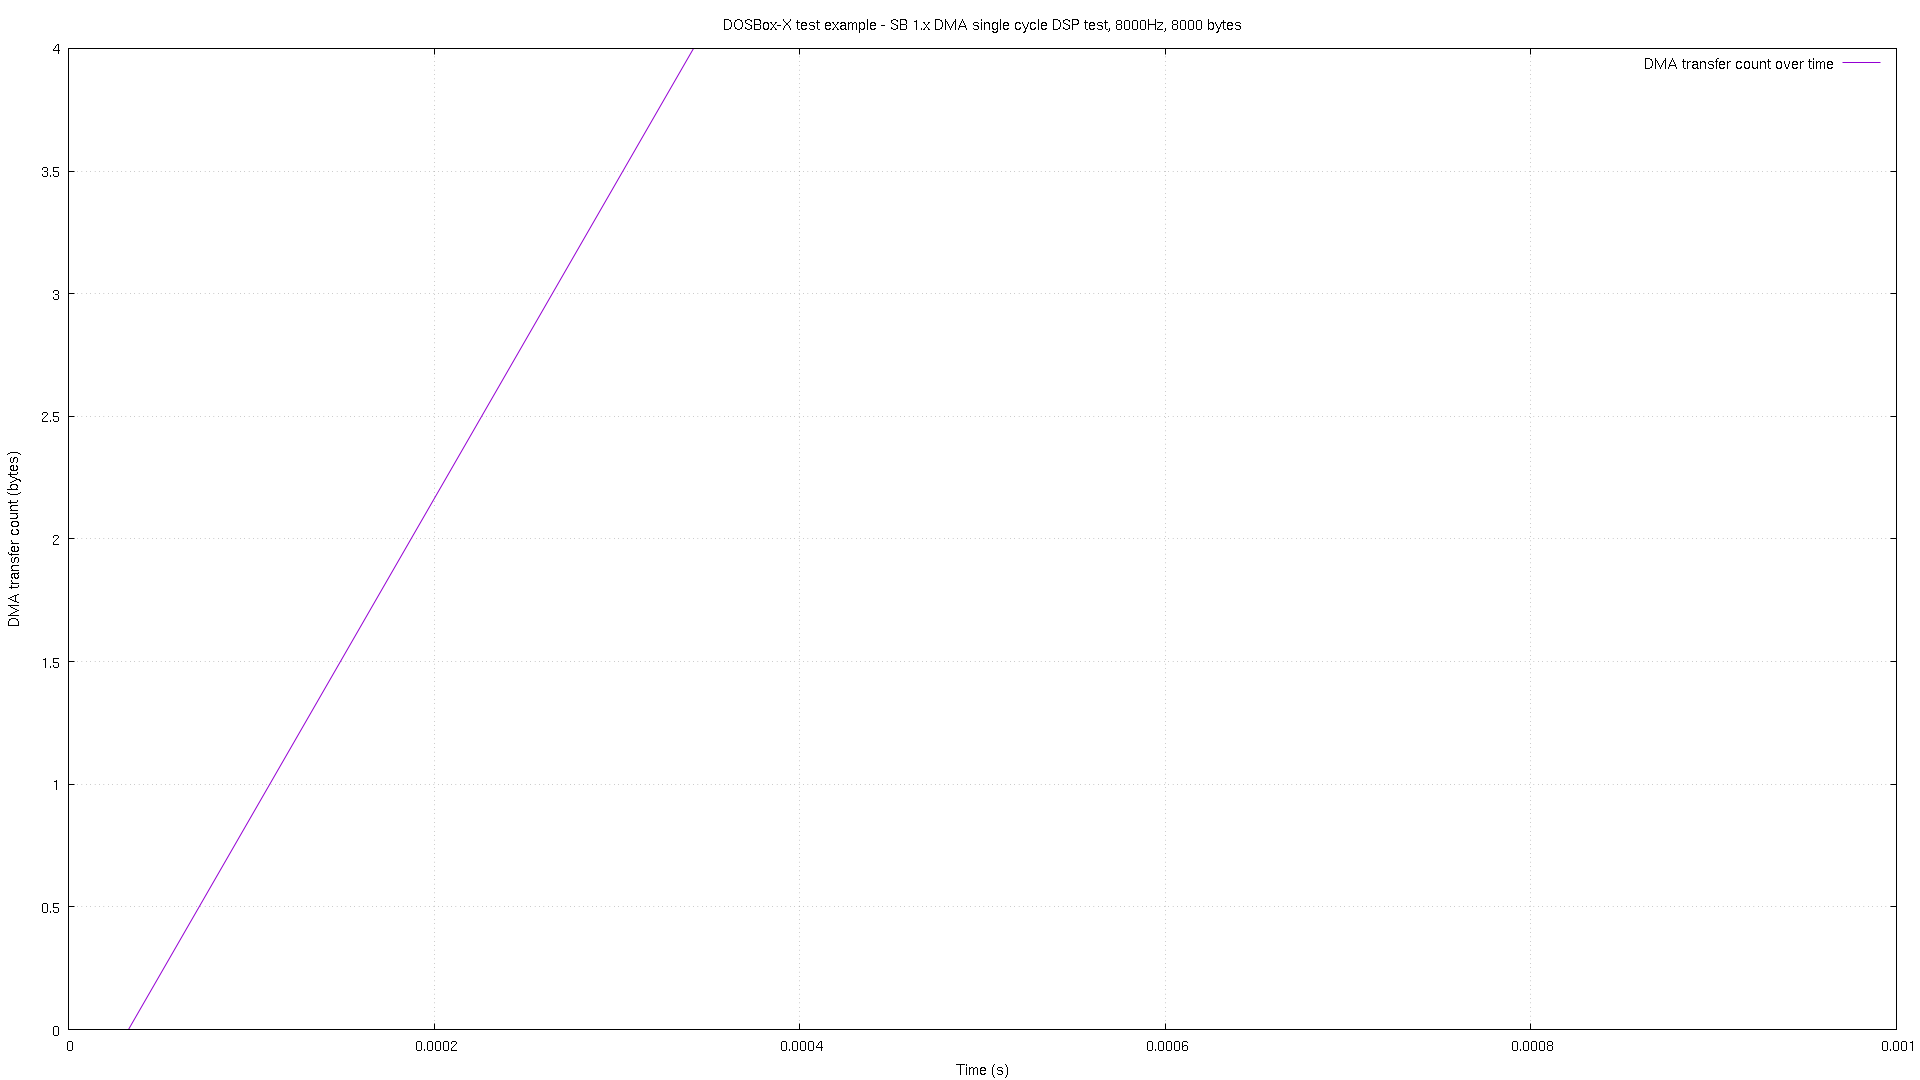 DOSBox-X test example - SB 1.x DMA single cycle DSP test, 8000Hz, 8000 bytes
DMA transfer count over time
4
3.5
3
2.5
2
1.5
1
0.5
0
DMA transfer count (bytes)
0 0.0002 0.0004 0.0006 0.0008 0.001
Time (s)